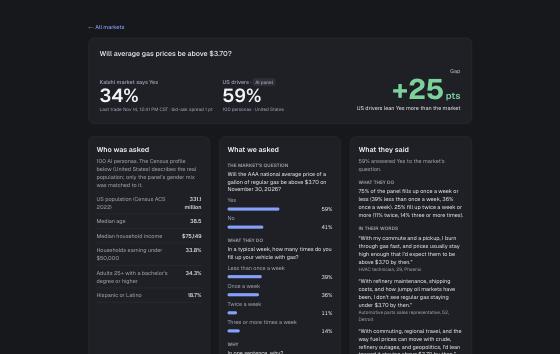 ← All markets
Will average gas prices be above $3.70?
Kalshi market says Yes
34%
Last trade Nov 14, 12:41 PM CST · bid-ask spread 1 pt
US drivers · AI panel
59%
100 AI personas · United States
Gap
+25 pts
US drivers lean Yes more than the market
Who was asked
100 AI personas. The Census profile
below (United States) describes the real
population; only the panel's gender mix
was matched to it.
US population (Census ACS
2022)
331.1
million
Median age
38.5
Median household income
$75,149
Households earning under
$50,000
33.8%
Adults 25+ with a bachelor's
degree or higher
34.3%
Hispanic or Latino
18.7%
What we asked
THE MARKET'S QUESTION
Will the AAA national average price of a
gallon of regular gas be above $3.70 on
November 30, 2026?
Yes
59%
No
41%
WHAT THEY DO
In a typical week, how many times do you
fill up your vehicle with gas?
Less than once a week
39%
Once a week
36%
Twice a week
11%
Three or more times a week
14%
WHY
In one sentence, why?
What they said
59% answered Yes to the market's
question.
WHAT THEY DO
75% of the panel fills up once a week or
less (39% less than once a week, 36%
once a week). 25% fill up twice a week or
more (11% twice, 14% three or more times).
IN THEIR WORDS
"With my commute and a pickup, I burn
through gas fast, and prices usually stay
high enough that I'd expect them to be
above $3.70 by then."
HVAC technician, 29, Phoenix
"With refinery maintenance, shipping
costs, and how jumpy oil markets have
been, I don't see regular gas staying
under $3.70 by then."
Automotive parts sales representative, 52,
Detroit
"With commuting, regional travel, and the
way fuel prices can move with crude,
refinery outages, and geopolitics, I'd lean